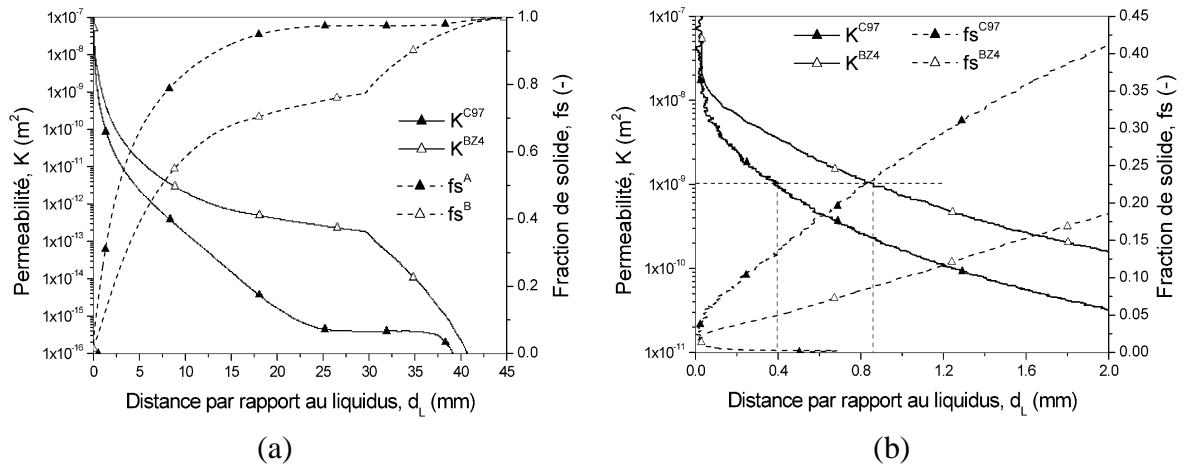 1x10⁻⁷
1x10⁻⁸
1x10⁻⁹
1x10⁻¹⁰
1x10⁻¹¹
1x10⁻¹²
1x10⁻¹³
1x10⁻¹⁴
1x10⁻¹⁵
1x10⁻¹⁶
Permeabilité, K (m²)
0 5 10 15 20 25 30 35 40 45
Distance par rapport au liquidus, d_L (mm)
1.0
0.8
0.6
0.4
0.2
0.0
Fraction de solide, fs (-)
K^C97
K^BZ4
fs^A
fs^B
(a)
1x10⁻⁷
1x10⁻⁸
1x10⁻⁹
1x10⁻¹⁰
1x10⁻¹¹
Permeabilité, K (m²)
0.0 0.4 0.8 1.2 1.6 2.0
Distance par rapport au liquidus, d_L (mm)
0.45
0.40
0.35
0.30
0.25
0.20
0.15
0.10
0.05
0.00
Fraction de solide, fs (-)
K^C97 fs^C97
K^BZ4 fs^BZ4
(b)